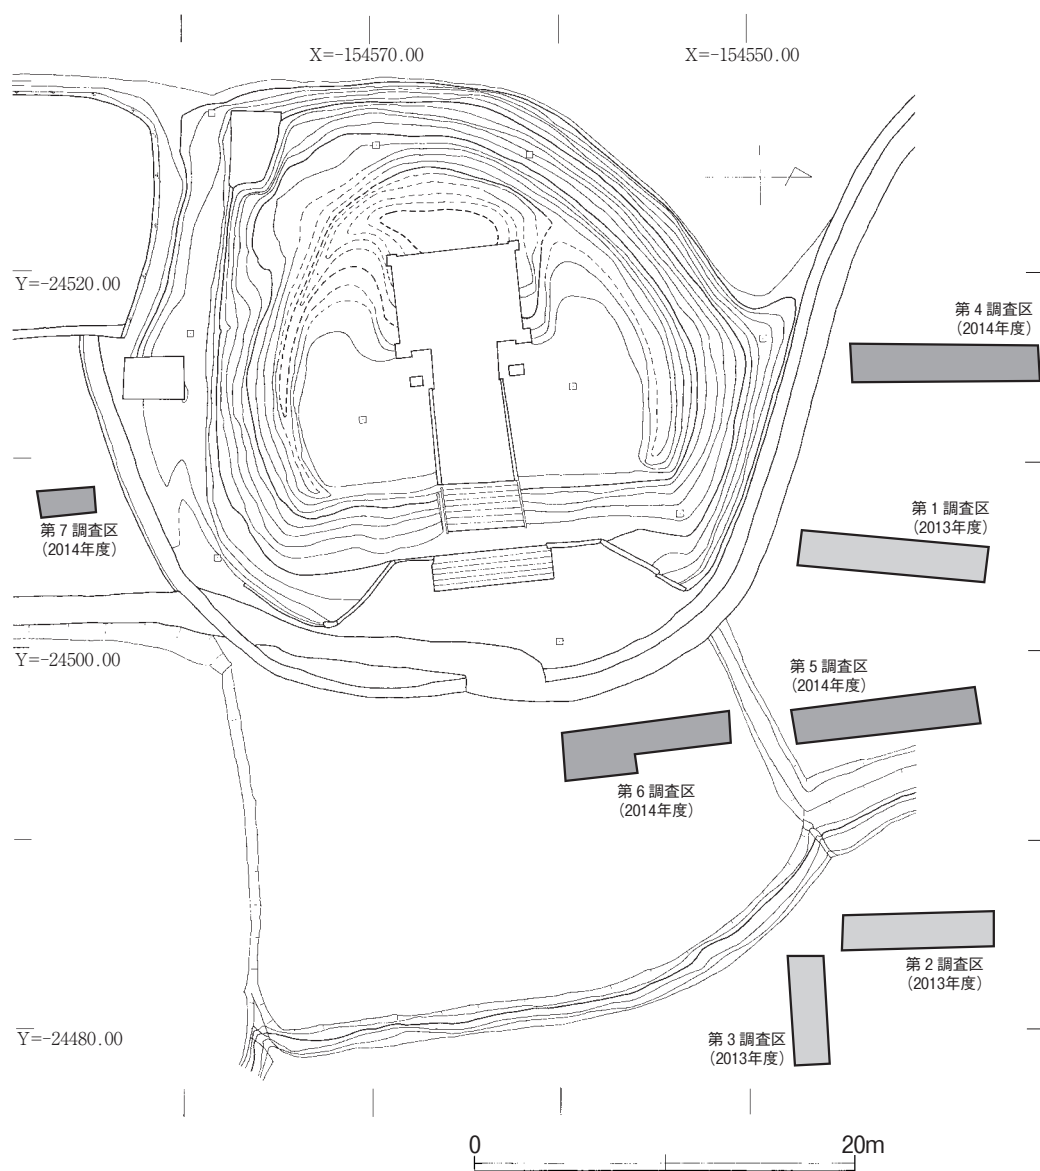 X=-154570.00
X=-154550.00
Y=-24520.00
第4調査区
(2014年度)
第1調査区
(2013年度)
第7調査区
(2014年度)
Y=-24500.00
第5調査区
(2014年度)
第6調査区
(2014年度)
第2調査区
(2013年度)
Y=-24480.00
第3調査区
(2013年度)
0
20m